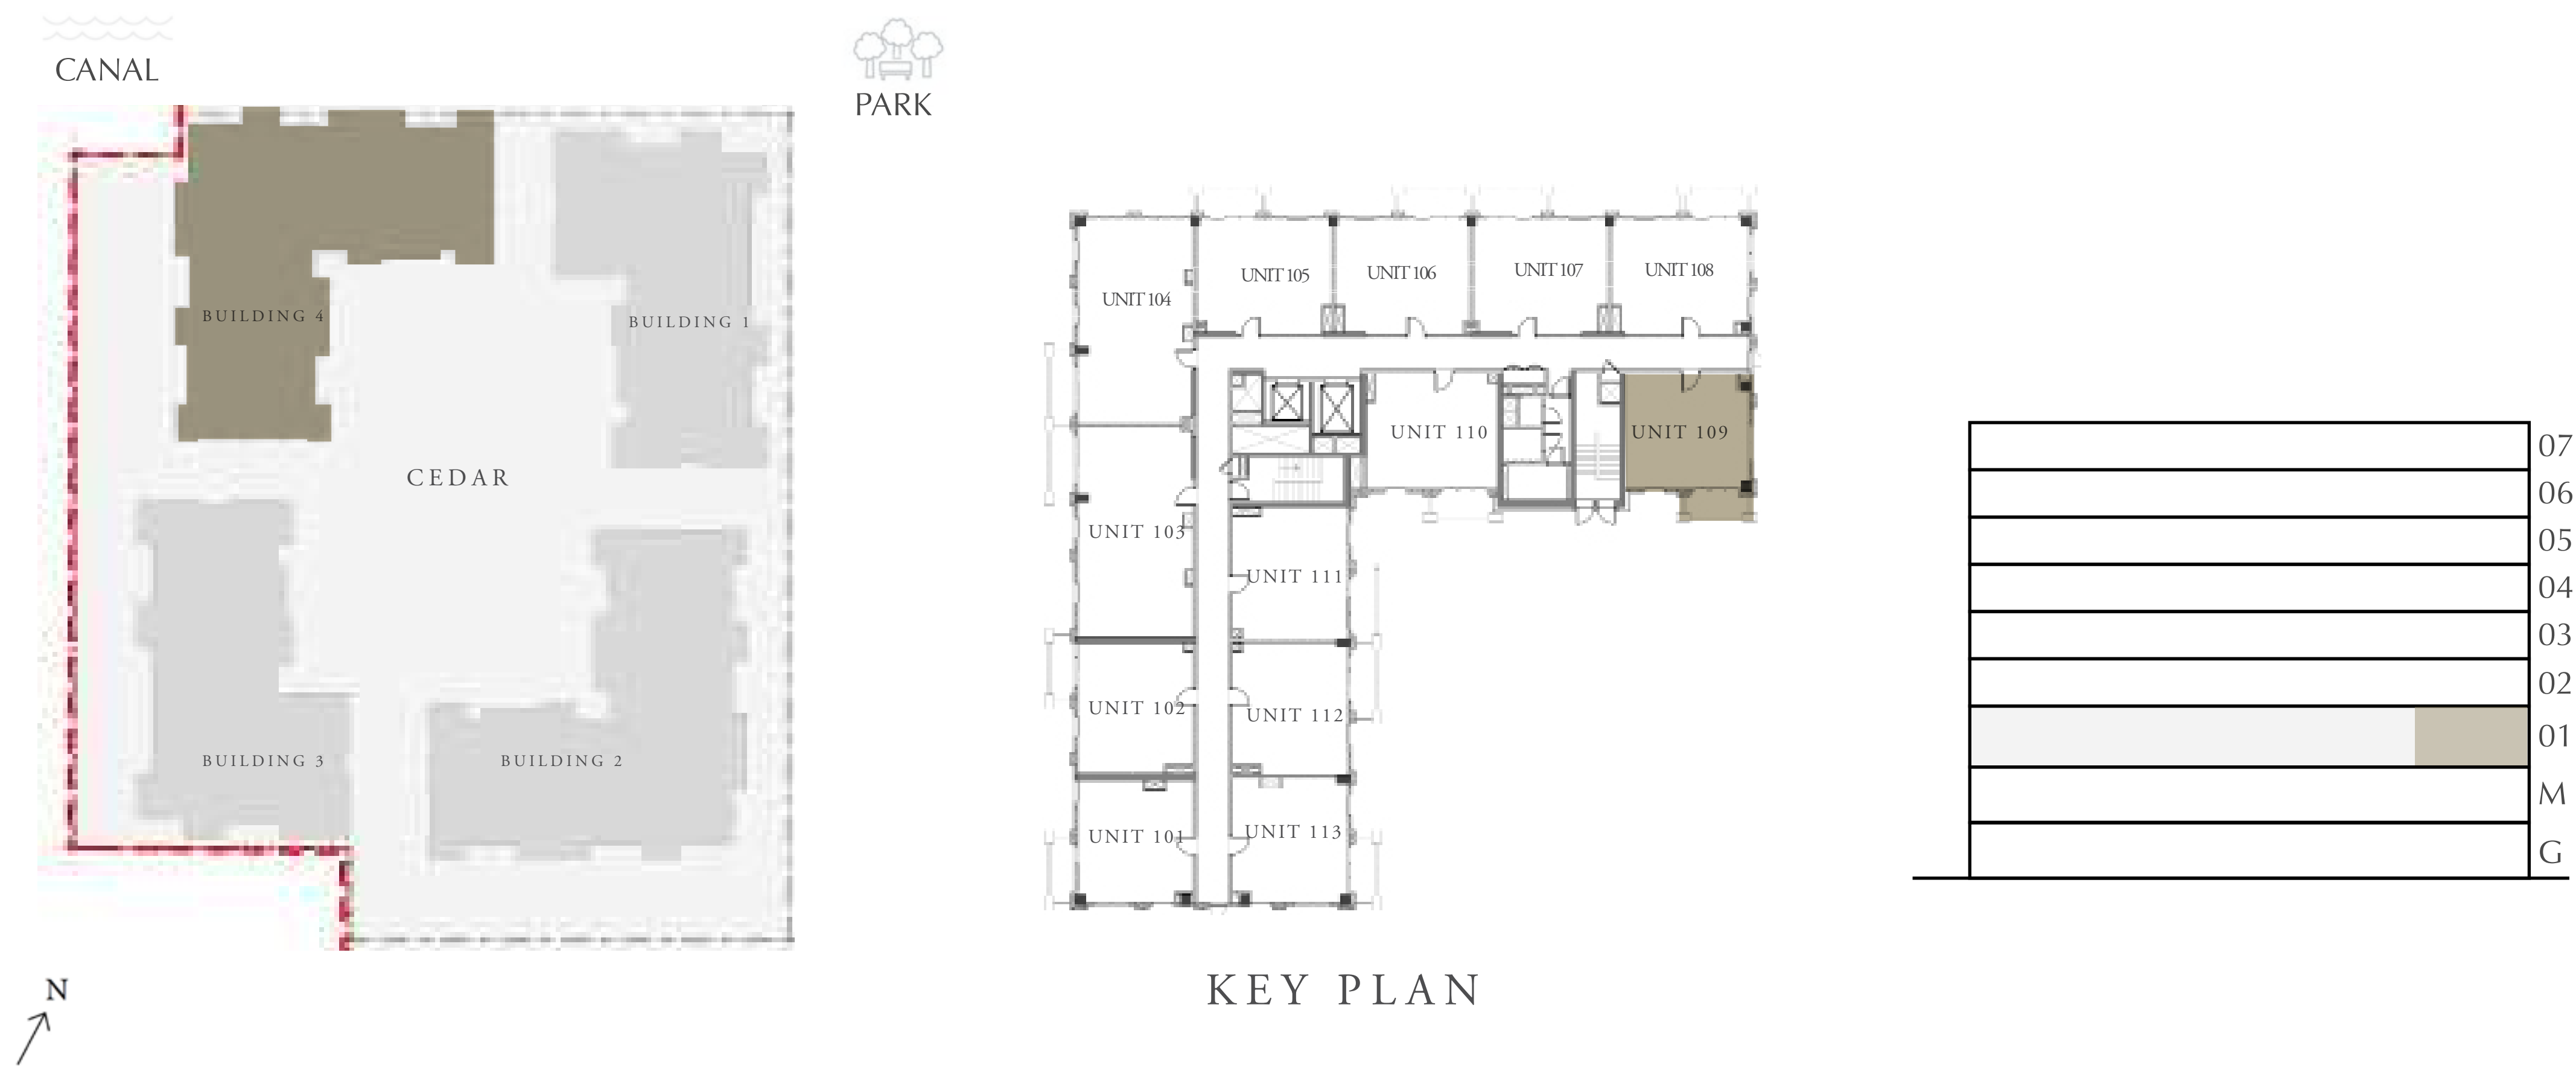 CANAL
PARK
BUILDING 4
BUILDING 1
CEDAR
BUILDING 3
BUILDING 2
N
UNIT 104
UNIT 105
UNIT 106
UNIT 107
UNIT 108
UNIT 110
UNIT 109
UNIT 103
UNIT 111
UNIT 102
UNIT 112
UNIT 101
UNIT 113
KEY PLAN
07
06
05
04
03
02
01
M
G